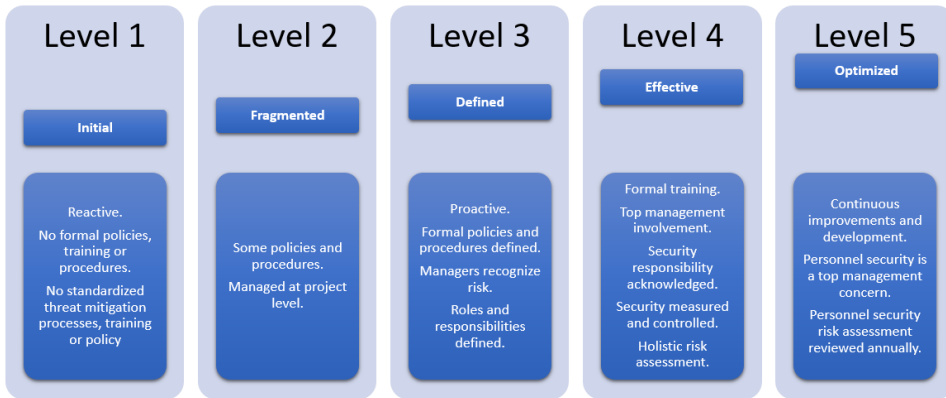 Level 1
Initial
Reactive.
No formal policies,
training or
procedures.
No standardized
threat mitigation
processes, training
or policy
Level 2
Fragmented
Some policies and
procedures.
Managed at project
level.
Level 3
Defined
Proactive.
Formal policies and
procedures defined.
Managers recognize
risk.
Roles and
responsibilities
defined.
Level 4
Effective
Formal training.
Top management
involvement.
Security
responsibility
acknowledged.
Security measured
and controlled.
Holistic risk
assessment.
Level 5
Optimized
Continuous
improvements and
development.
Personnel security is
a top management
concern.
Personnel security
risk assessment
reviewed annually.